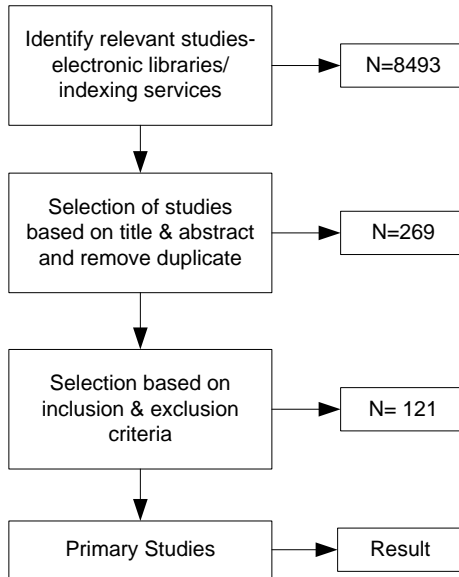 Identify relevant studies-
electronic libraries/
indexing services
N=8493
Selection of studies
based on title & abstract
and remove duplicate
N=269
Selection based on
inclusion & exclusion
criteria
N= 121
Primary Studies
Result